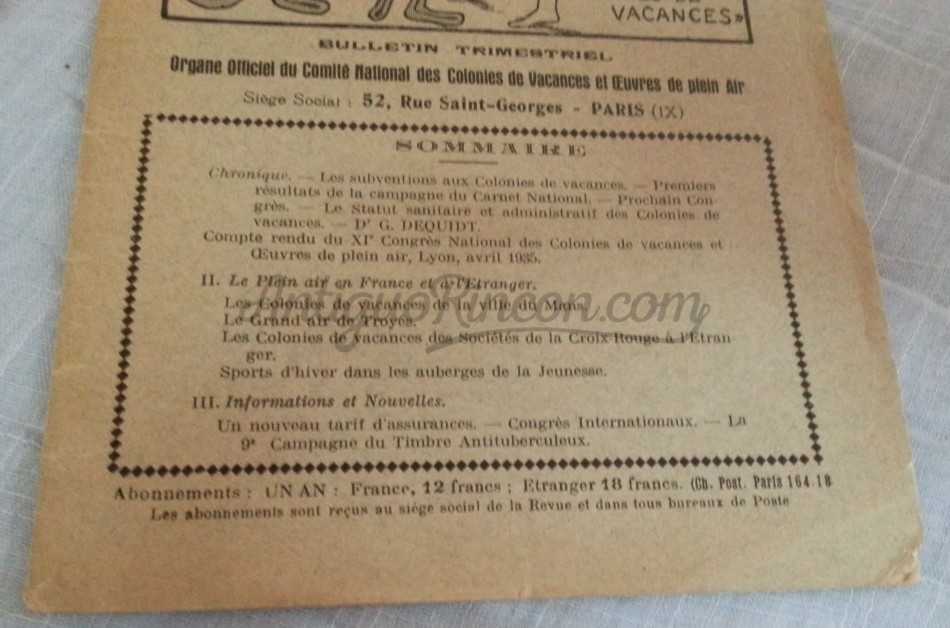 VACANCES»
BULLETIN TRIMESTRIEL
Organe Officiel du Comité National des Colonies de Vacances et Œuvres de plein Air
Siège Social : 52, Rue Saint-Georges - PARIS (IX)
SOMMAIRE
Chronique. — Les subventions aux Colonies de vacances. — Premiers
résultats de la campagne du Carnet National. — Prochain Con-
grès. — Le Statut sanitaire et administratif des Colonies de
vacances. — Dr G. DEQUIDT.
Compte rendu du XIe Congrès National des Colonies de vacances et
Œuvres de plein air, Lyon, avril 1935.
II. Le Plein air en France et à l'Etranger.
Les Colonies de vacances de la ville du Mans.
Le Grand air de Troyes.
Les Colonies de vacances des Sociétés de la Croix Rouge à l'Etran
ger.
Sports d'hiver dans les auberges de la Jeunesse.
III. Informations et Nouvelles.
Un nouveau tarif d'assurances. — Congrès Internationaux. — La
9e Campagne du Timbre Antituberculeux.
Abonnements : UN AN : France, 12 francs ; Etranger 18 francs. (Ch. Post. Paris 164.18
Les abonnements sont reçus au siège social de la Revue et dans tous bureaux de Poste